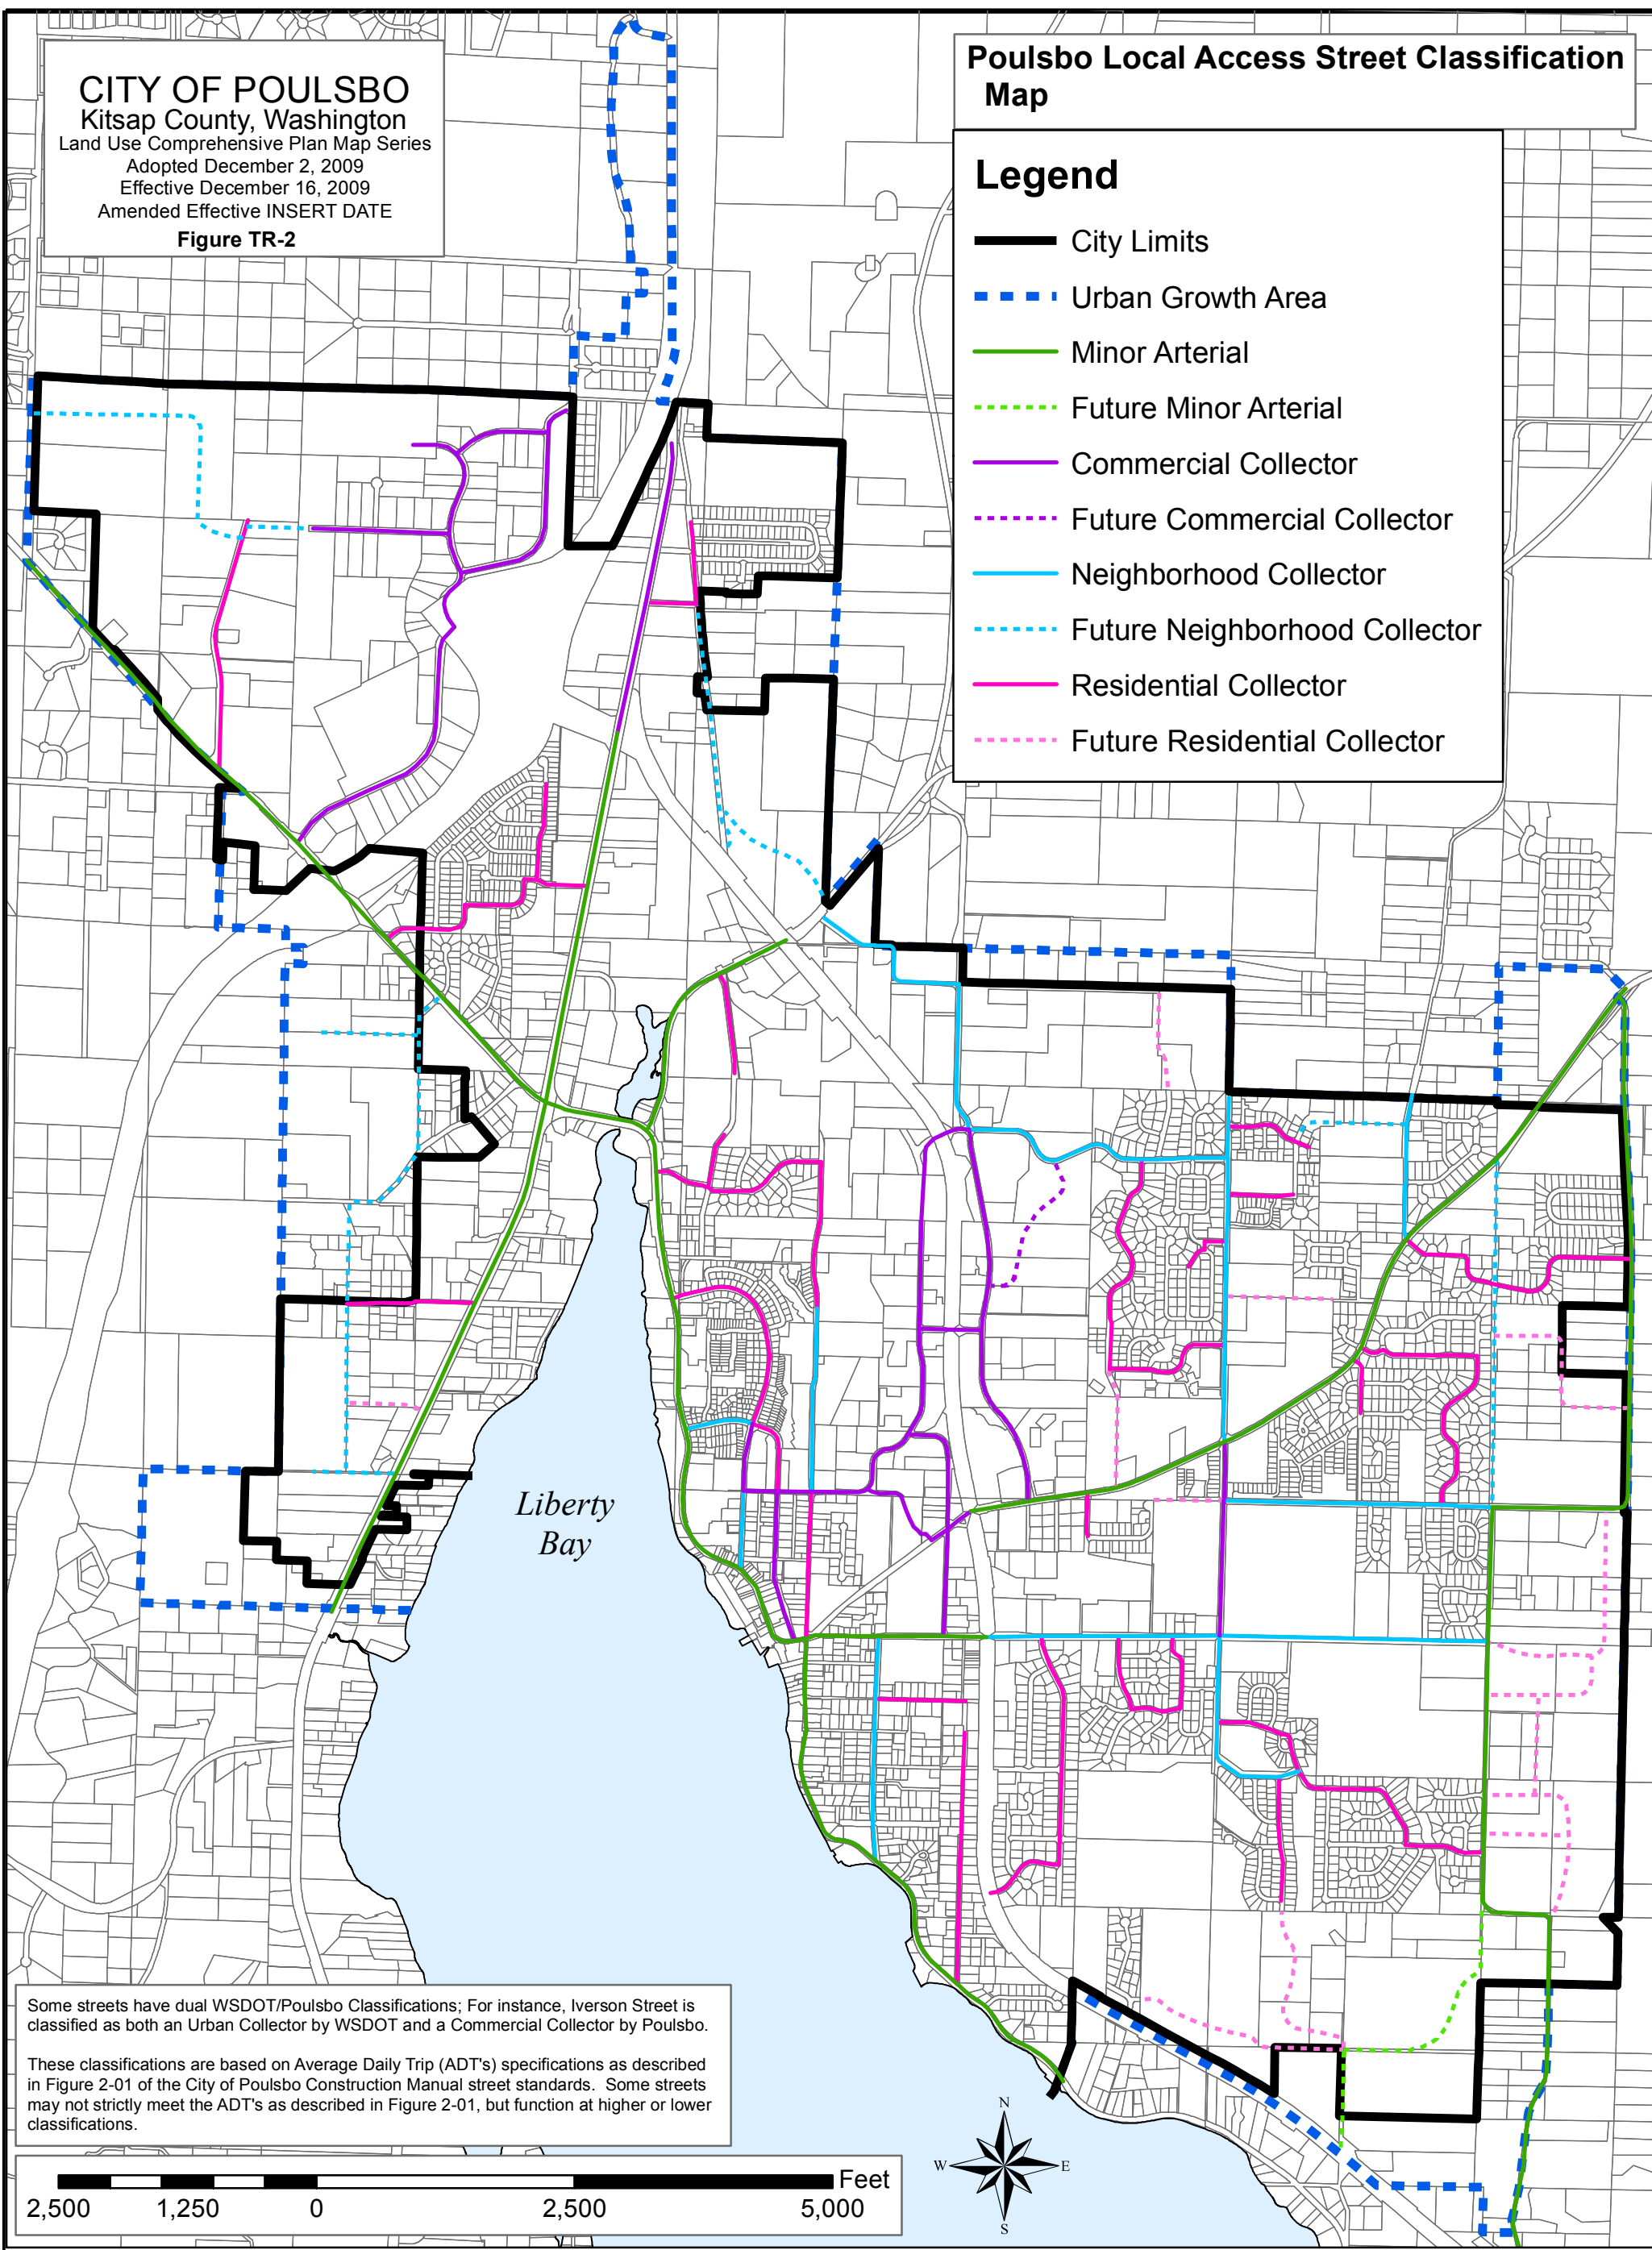 CITY OF POULSBO
Kitsap County, Washington
Land Use Comprehensive Plan Map Series
Adopted December 2, 2009
Effective December 16, 2009
Amended Effective INSERT DATE
Figure TR-2
Poulsbo Local Access Street Classification
Map
Legend
City Limits
Urban Growth Area
Minor Arterial
Future Minor Arterial
Commercial Collector
Future Commercial Collector
Neighborhood Collector
Future Neighborhood Collector
Residential Collector
Future Residential Collector
Liberty
Bay
Some streets have dual WSDOT/Poulsbo Classifications; For instance, Iverson Street is
classified as both an Urban Collector by WSDOT and a Commercial Collector by Poulsbo.
These classifications are based on Average Daily Trip (ADT's) specifications as described
in Figure 2-01 of the City of Poulsbo Construction Manual street standards. Some streets
may not strictly meet the ADT's as described in Figure 2-01, but function at higher or lower
classifications.
N
W E
S
Feet
2,500 1,250 0 2,500 5,000